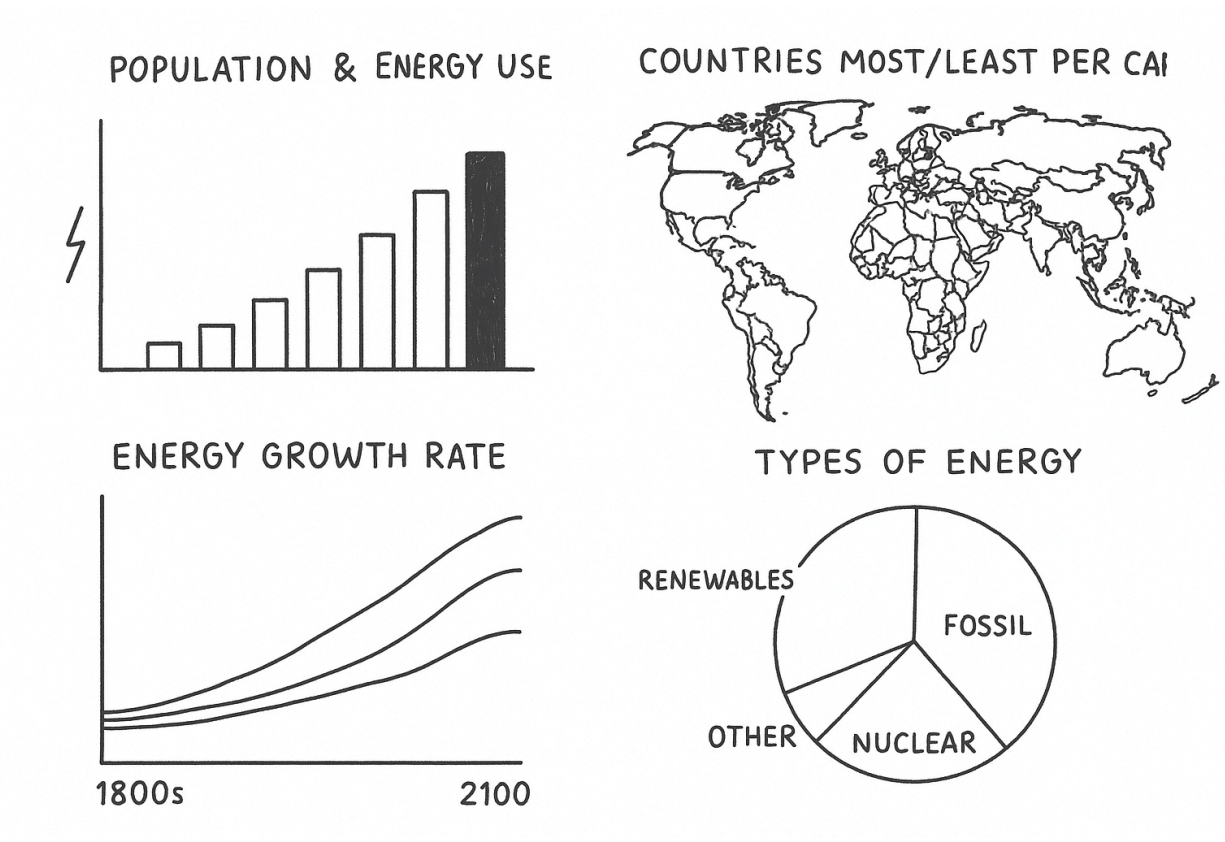 POPULATION & ENERGY USE
COUNTRIES MOST/LEAST PER CAI
ENERGY GROWTH RATE
1800s
2100
TYPES OF ENERGY
RENEWABLES
FOSSIL
OTHER
NUCLEAR